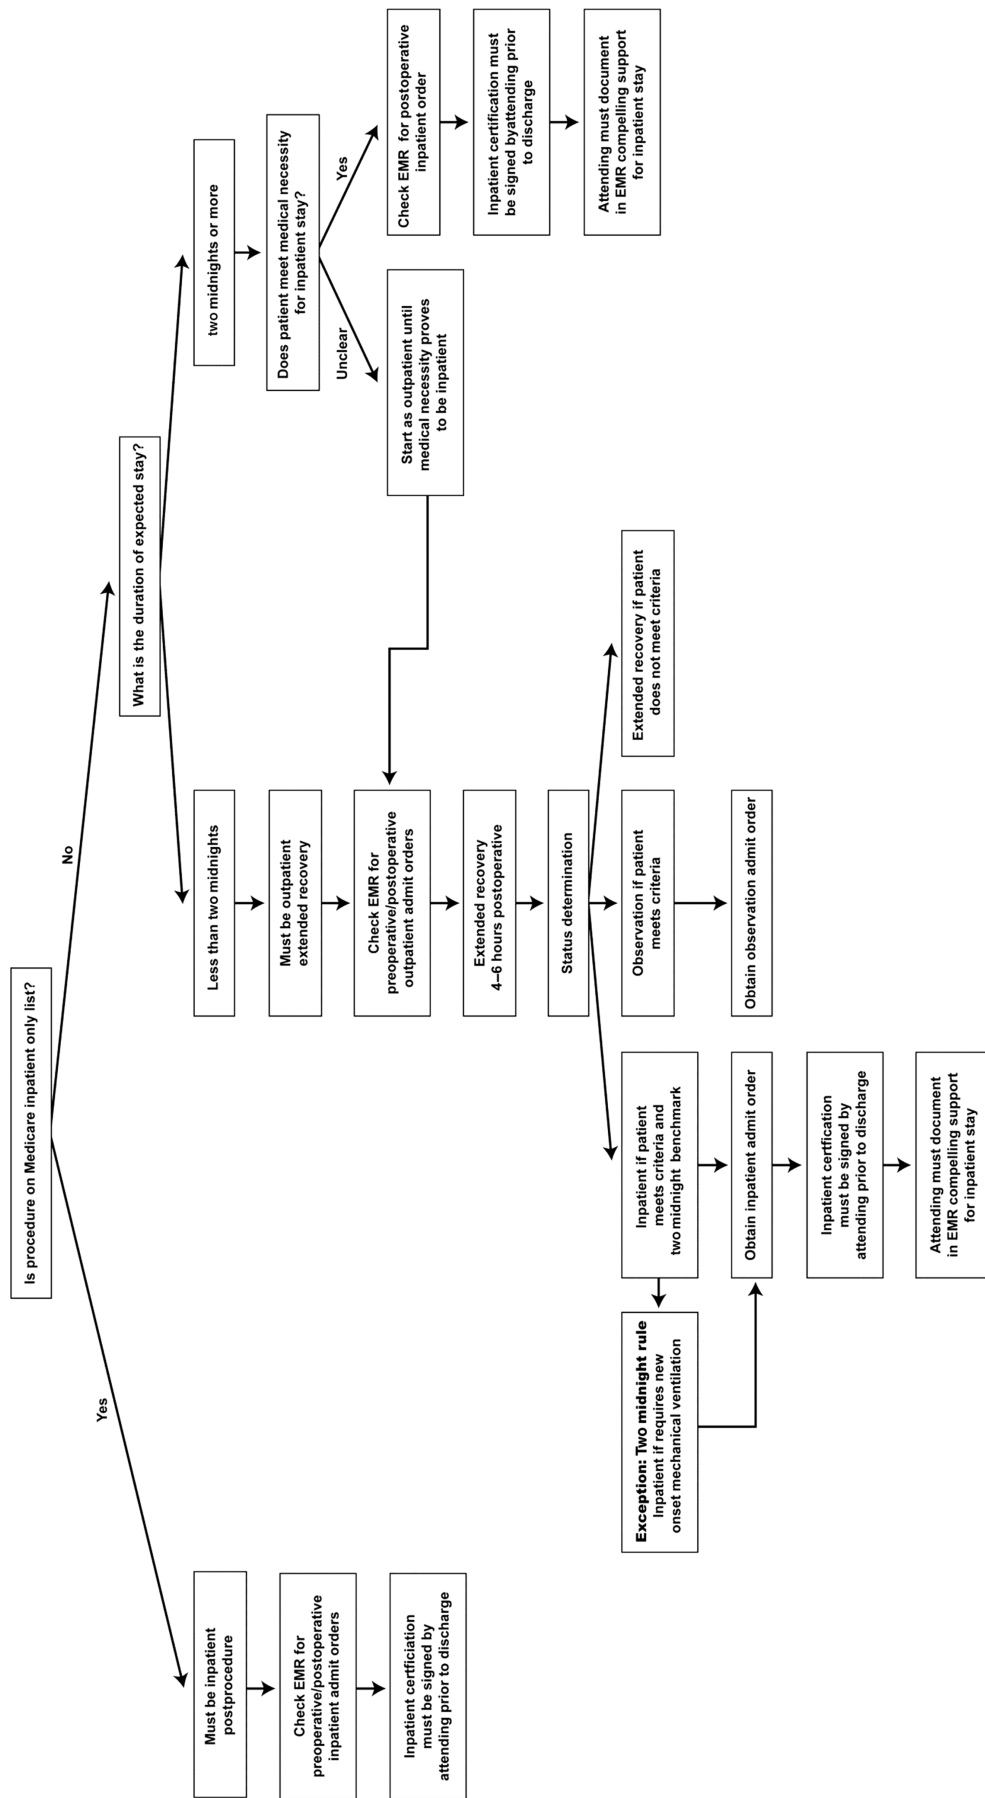 Is procedure on Medicare inpatient only list?
Yes
No
Must be inpatient
postprocedure
Check EMR for
preoperative/postoperative
inpatient admit orders
Inpatient certficiation
must be signed by
attending prior to discharge
What is the duration of expected stay?
Less than two midnights
Must be outpatient
extended recovery
Check EMR for
preoperative/postoperative
outpatient admit orders
Extended recovery
4–6 hours postoperative
Status determination
Exception: Two midnight rule
Inpatient if requires new
onset mechanical ventilation
Inpatient if patient
meets criteria and
two midnight benchmark
Obtain inpatient admit order
Inpatient certfication
must be signed by
attending prior to discharge
Attending must document
in EMR compelling support
for inpatient stay
Observation if patient
meets criteria
Obtain observation admit order
Extended recovery if patient
does not meet criteria
two midnights or more
Does patient meet medical necessity
for inpatient stay?
Unclear
Yes
Start as outpatient until
medical necessity proves
to be inpatient
Check EMR  for postoperative
inpatient order
Inpatient certification must
be signed byattending prior
to discharge
Attending must document
in EMR compelling support
for inpatient stay